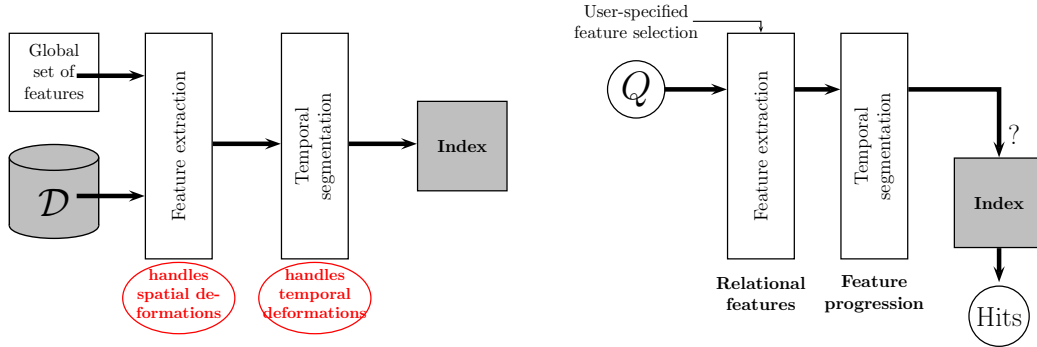 Global
set of
features
D
Feature extraction
Temporal
segmentation
Index
handles
spatial de-
formations
handles
temporal
deformations
User-specified
feature selection
Q
Feature extraction
Temporal
segmentation
?
Index
Relational
features
Feature
progression
Hits